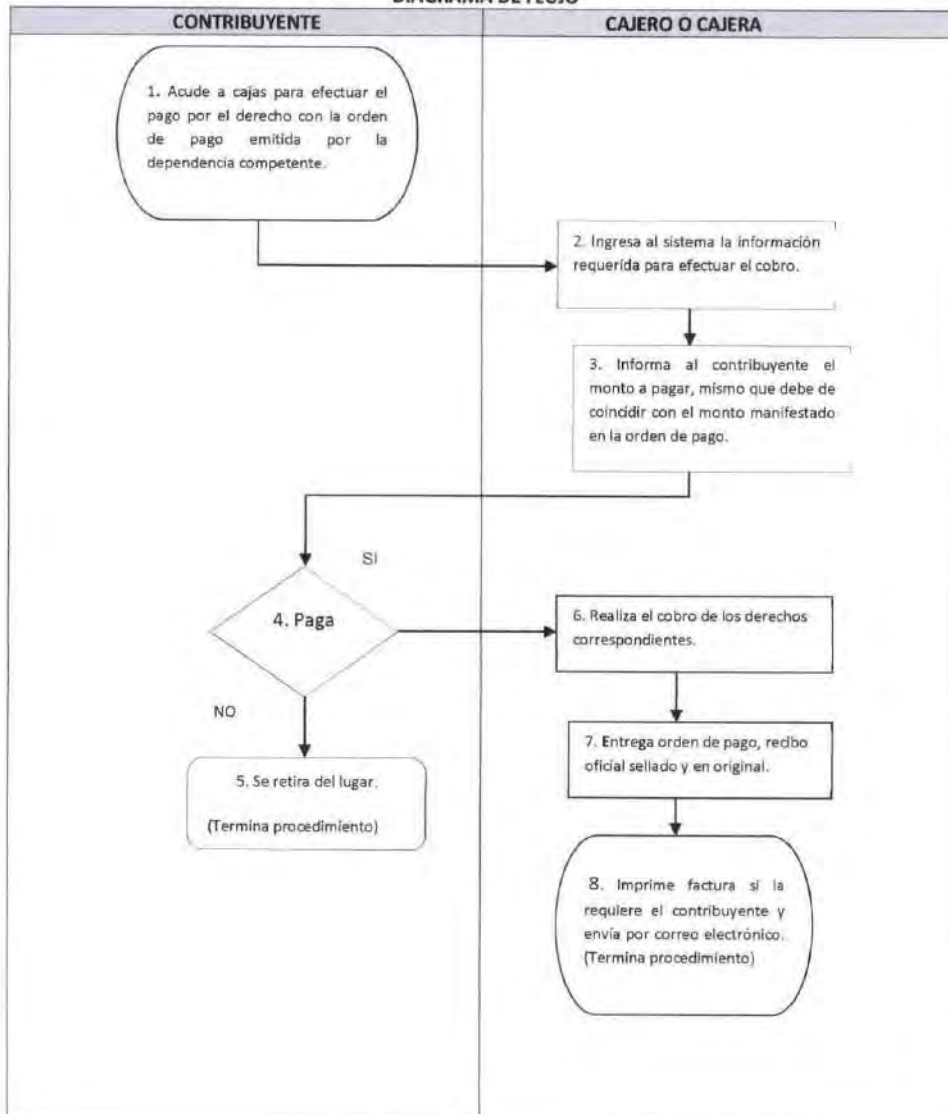 DIAGRAMA DE FLUJO
CONTRIBUYENTE
CAJERO O CAJERA
1. Acude a cajas para efectuar el
pago por el derecho con la orden
de pago emitida por la
dependencia competente.
2. Ingresa al sistema la información
requerida para efectuar el cobro.
3. Informa al contribuyente el
monto a pagar, mismo que debe de
coincidir con el monto manifestado
en la orden de pago.
SI
4. Paga
6. Realiza el cobro de los derechos
correspondientes.
NO
5. Se retira del lugar.
(Termina procedimiento)
7. Entrega orden de pago, recibo
oficial sellado y en original.
8. Imprime factura si la
requiere el contribuyente y
envía por correo electrónico.
(Termina procedimiento)